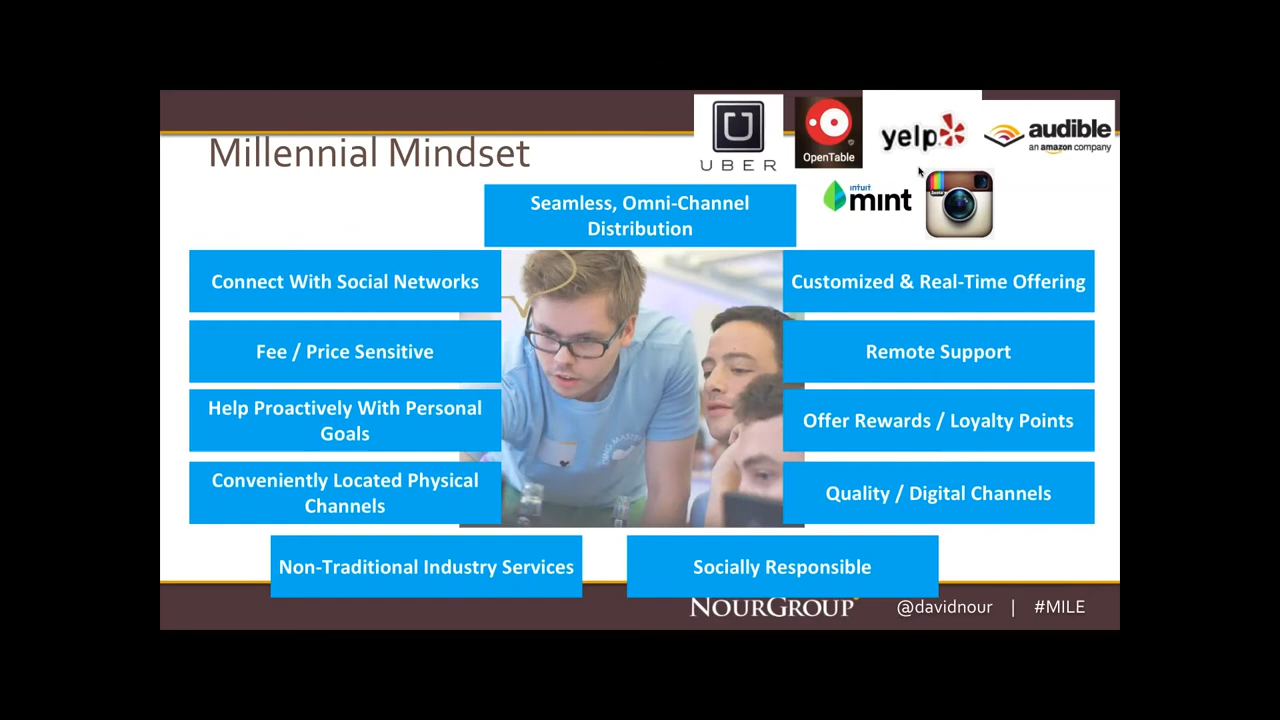 Millennial Mindset
UBER
OpenTable
yelp
audible
an amazon company
intuit
mint
Seamless, Omni-Channel
Distribution
Connect With Social Networks
Customized & Real-Time Offering
Fee / Price Sensitive
Remote Support
Help Proactively With Personal
Goals
Offer Rewards / Loyalty Points
Conveniently Located Physical
Channels
Quality / Digital Channels
Non-Traditional Industry Services
Socially Responsible
NOURGROUP
@davidnour | #MILE